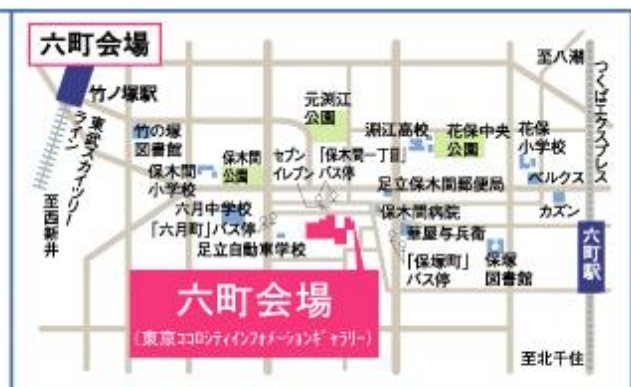 六町会場
至八潮
つくばエクスプレス
竹ノ塚駅
東武スカイツリー
ライン
至西新井
元渕江
公園
竹の塚
図書館
渕江高校
花保中央
公園
花保
小学校
保木間
小学校
保木間
公園
セブン
イレブン
「保木間一丁目」
バス停
ベルクス
足立保木間郵便局
カズン
六月中学校
「六月町」バス停
足立自動車学校
保木間病院
華屋与兵衛
「保塚町」
バス停
保塚
図書館
六町駅
六町会場
(東京ココロシティインフォメーションギャラリー)
至北千住